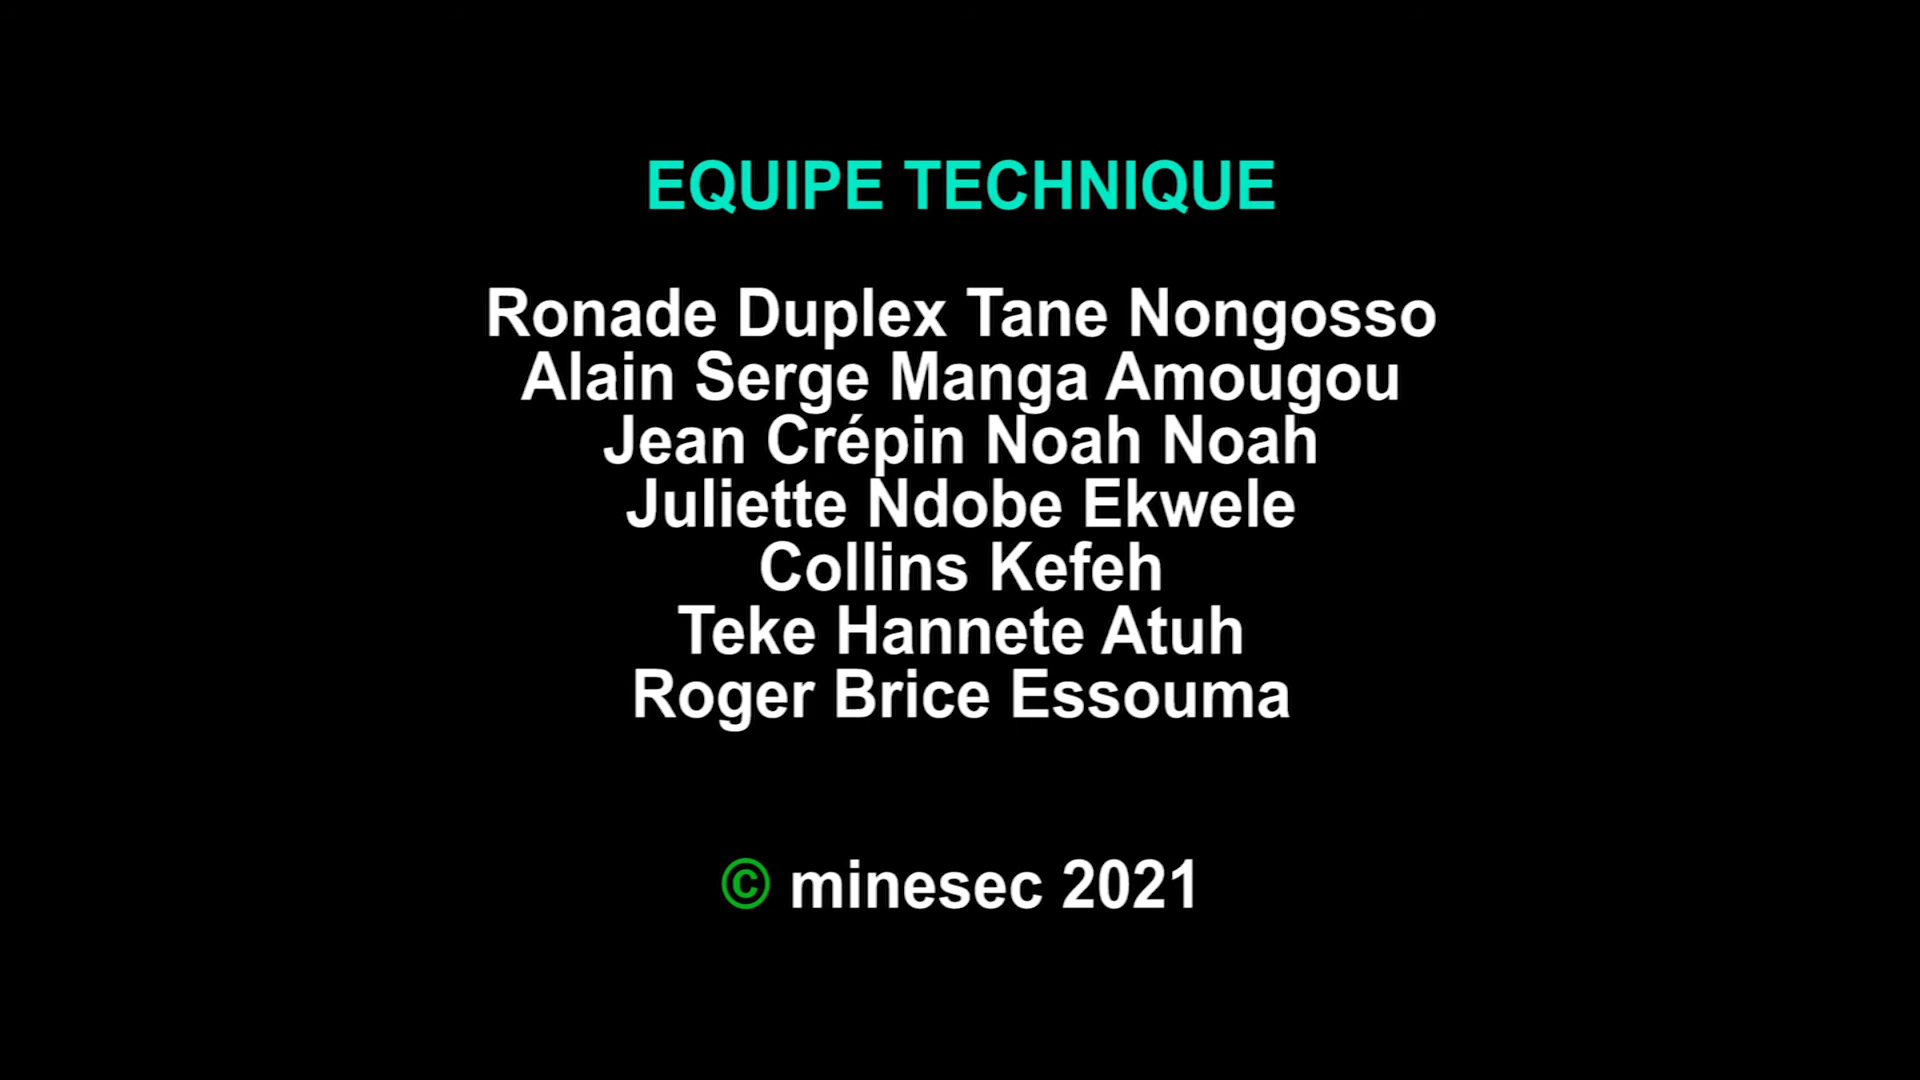 EQUIPE TECHNIQUE
Ronade Duplex Tane Nongosso
Alain Serge Manga Amougou
Jean Crépin Noah Noah
Juliette Ndobe Ekwele
Collins Kefeh
Teke Hannete Atuh
Roger Brice Essouma
© minesec 2021